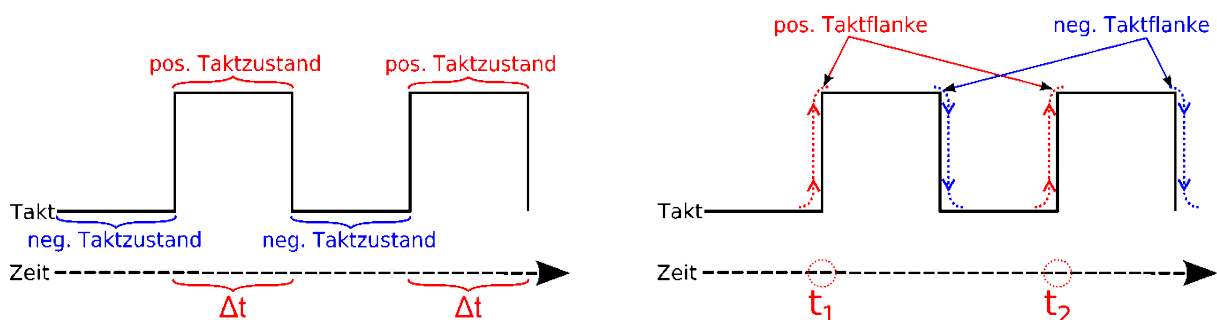 pos. Taktzustand
pos. Taktzustand
Takt
neg. Taktzustand
neg. Taktzustand
Zeit
Δt
Δt
pos. Taktflanke
neg. Taktflanke
Takt
Zeit
t1
t2